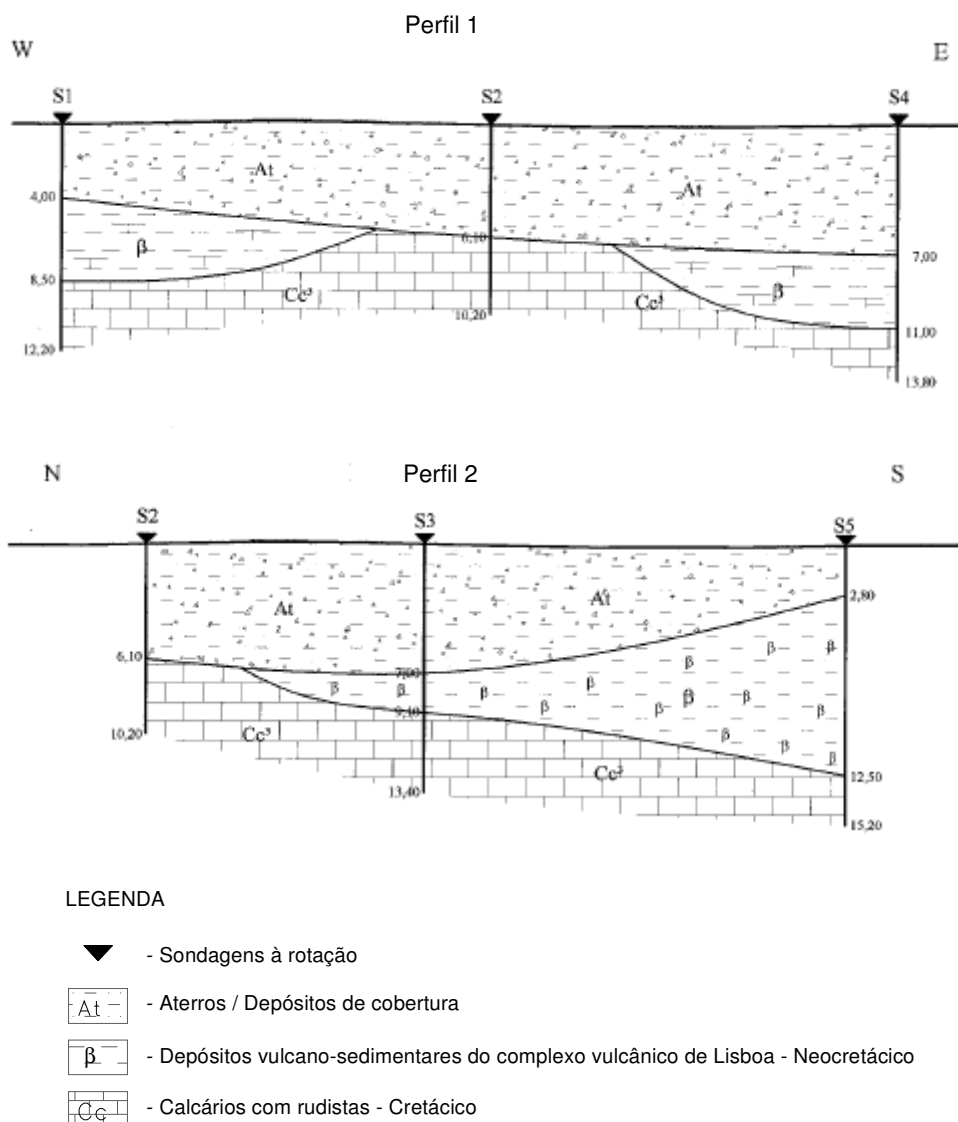 Perfil 1
W E
S1 S2 S4
At
At
4,00
6,10
β
7,00
8,50
Cc³
Cc³
β
10,20
11,00
12,20
13,80
N Perfil 2 S
S2 S3 S5
At
At
2,80
6,10
7,00
β β β β β β β β β β β β β β
9,10
10,20
Cc³
Cc³
12,50
13,40
15,20
LEGENDA
- Sondagens à rotação
At - Aterros / Depósitos de cobertura
β - Depósitos vulcano-sedimentares do complexo vulcânico de Lisboa - Neocretácico
Cc - Calcários com rudistas - Cretácico